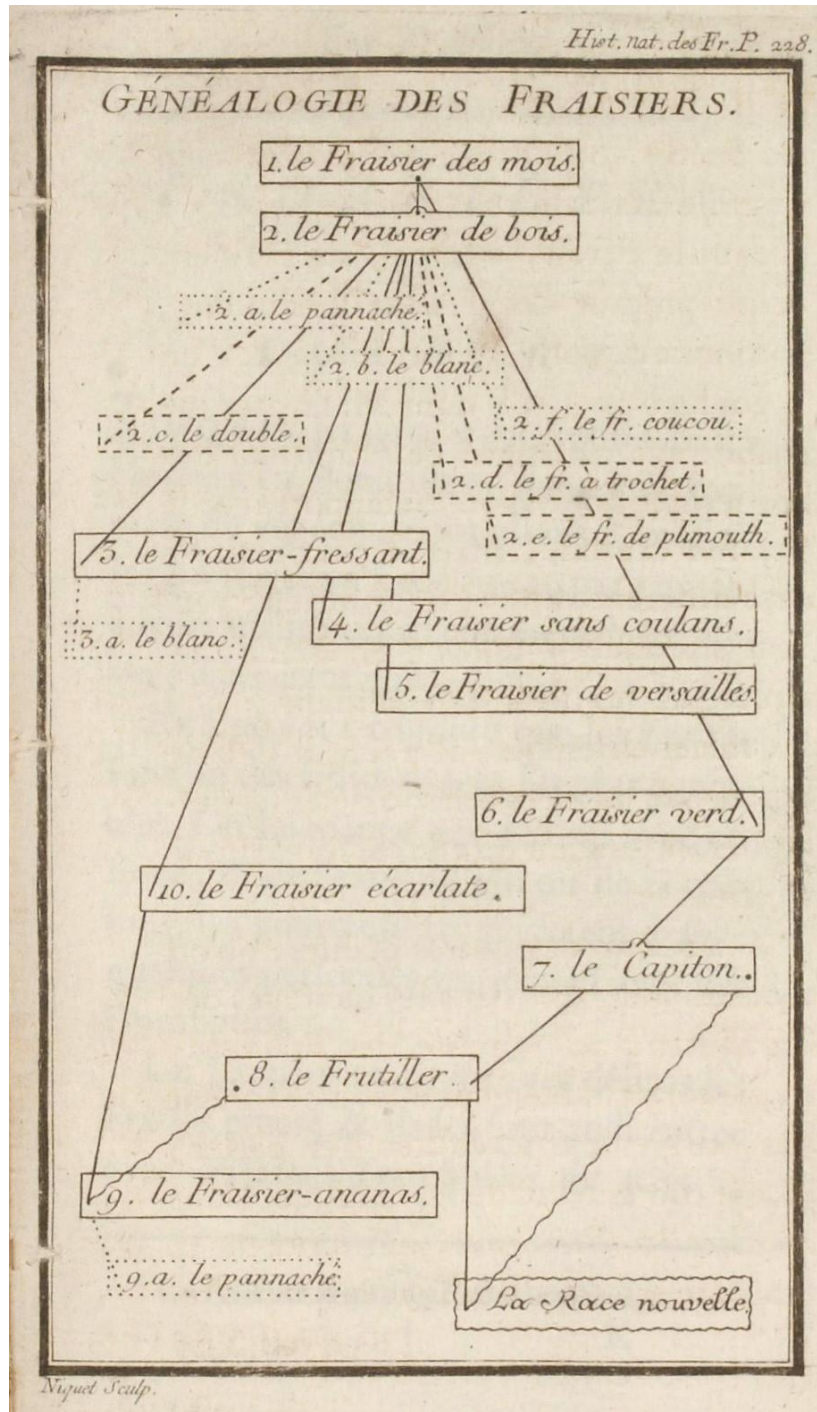 Hist. nat. des Fr. P. 228.
GÉNÉALOGIE DES FRAISIERS.
1. le Fraisier des mois.
2. le Fraisier de bois.
2. a. le pannaché.
2. b. le blanc.
2. f. le fr. coucou.
2. c. le double.
2. d. le fr. à trochet.
2. e. le fr. de plimouth.
3. le Fraisier-fressant.
4. le Fraisier sans coulans.
3. a. le blanc.
5. le Fraisier de versailles.
6. le Fraisier verd.
10. le Fraisier écarlate.
7. le Capiton.
8. le Frutiller.
9. le Fraisier-ananas.
9. a. le pannaché.
La Race nouvelle.
Niquet Sculp.